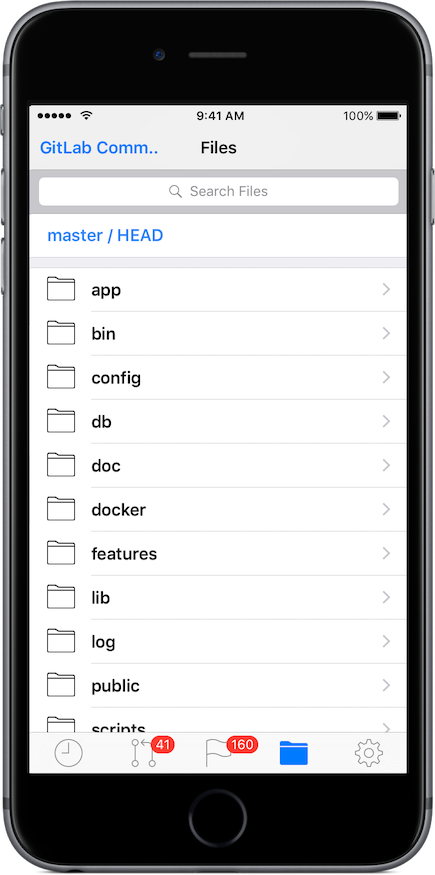 9:41 AM 100%
GitLab Comm.. Files
Search Files
master / HEAD
app
bin
config
db
doc
docker
features
lib
log
public
scripts
41 160